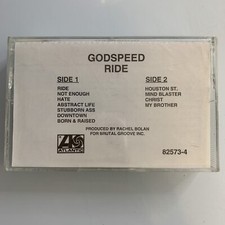 GODSPEED
RIDE
SIDE 1
RIDE
NOT ENOUGH
HATE
ABSTRACT LIFE
STUBBORN ASS
DOWNTOWN
BORN & RAISED
SIDE 2
HOUSTON ST.
MIND BLASTER
CHRIST
MY BROTHER
ATLANTIC
PRODUCED BY RACHEL BOLAN
FOR BRUTAL GROOVE INC.
82573-4